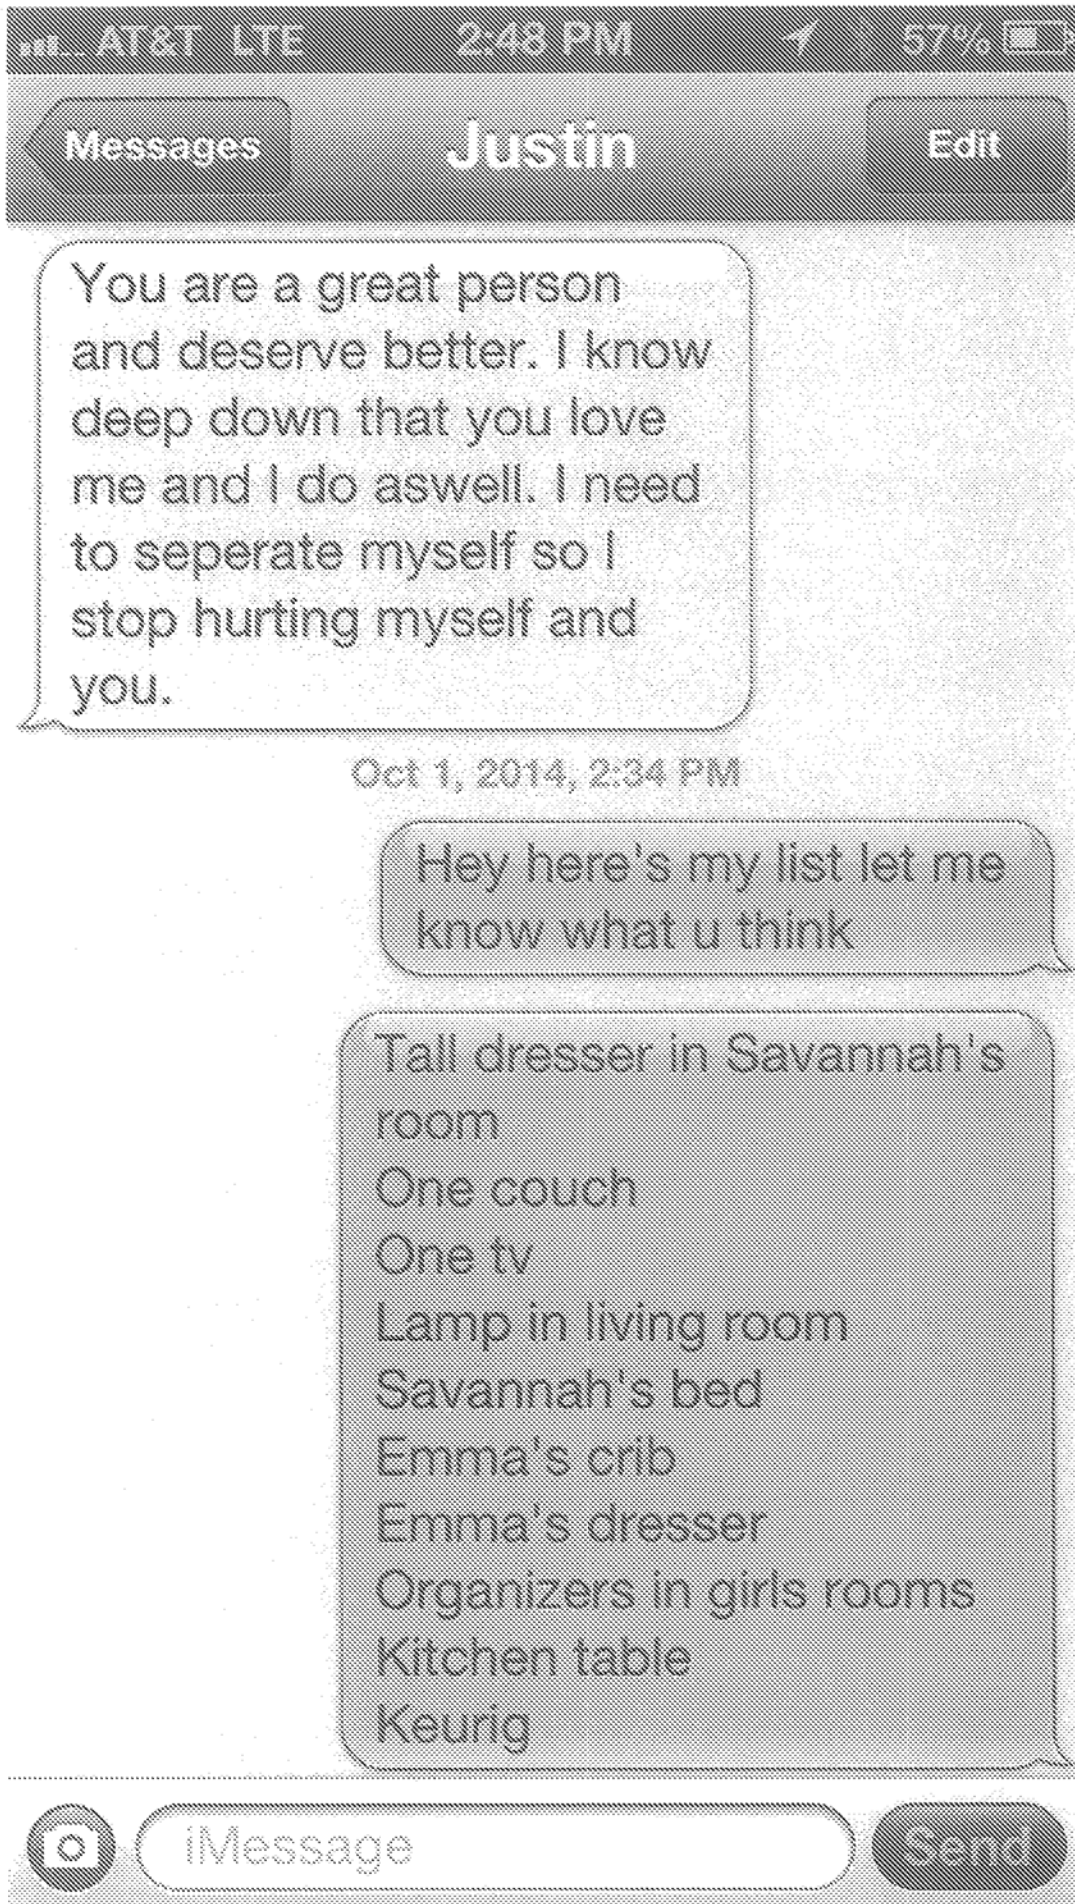 AT&T LTE 2:48 PM 57%
Messages Justin Edit
You are a great person
and deserve better. I know
deep down that you love
me and I do aswell. I need
to seperate myself so I
stop hurting myself and
you.
Oct 1, 2014, 2:34 PM
Hey here's my list let me
know what u think
Tall dresser in Savannah's
room
One couch
One tv
Lamp in living room
Savannah's bed
Emma's crib
Emma's dresser
Organizers in girls rooms
Kitchen table
Keurig
iMessage Send